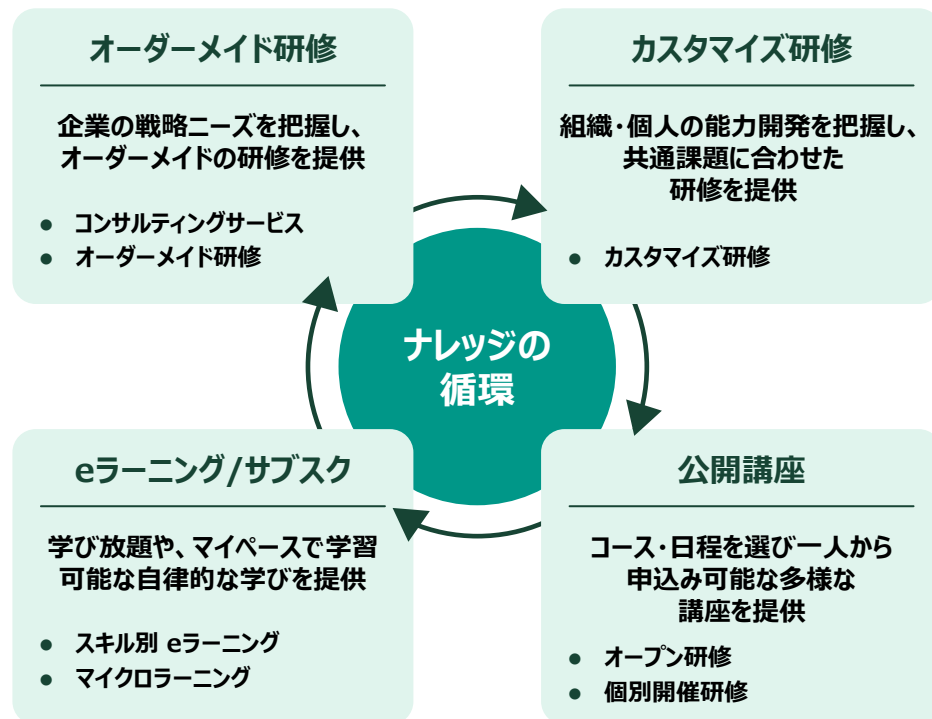 オーダーメイド研修
企業の戦略ニーズを把握し、
オーダーメイドの研修を提供
● コンサルティングサービス
● オーダーメイド研修
カスタマイズ研修
組織・個人の能力開発を把握し、
共通課題に合わせた
研修を提供
● カスタマイズ研修
ナレッジの
循環
eラーニング/サブスク
学び放題や、マイペースで学習
可能な自律的な学びを提供
● スキル別 eラーニング
● マイクロラーニング
公開講座
コース・日程を選び一人から
申込み可能な多様な
講座を提供
● オープン研修
● 個別開催研修